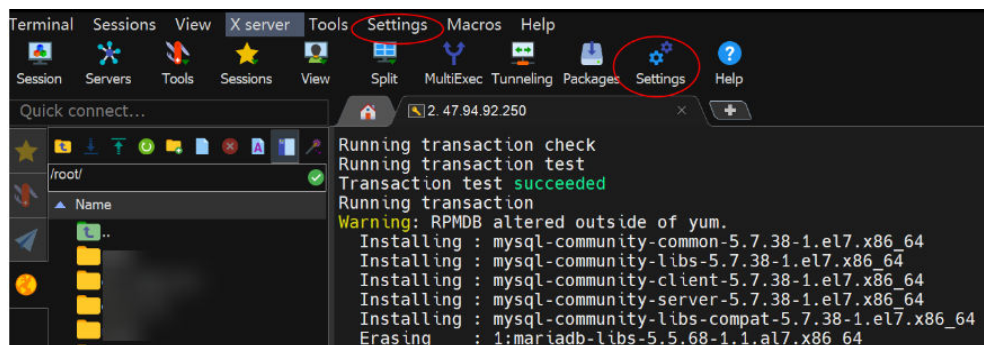 Terminal Sessions View X server Tools Settings Macros Help
Session Servers Tools Sessions View Split MultiExec Tunneling Packages Settings Help
Quick connect...
2. 47.94.92.250
/root/
Name
..
Running transaction check
Running transaction test
Transaction test succeeded
Running transaction
Warning: RPMDB altered outside of yum.
Installing : mysql-community-common-5.7.38-1.el7.x86_64
Installing : mysql-community-libs-5.7.38-1.el7.x86_64
Installing : mysql-community-client-5.7.38-1.el7.x86_64
Installing : mysql-community-server-5.7.38-1.el7.x86_64
Installing : mysql-community-libs-compat-5.7.38-1.el7.x86_64
Erasing : 1:mariadb-libs-5.5.68-1.1.al7.x86_64